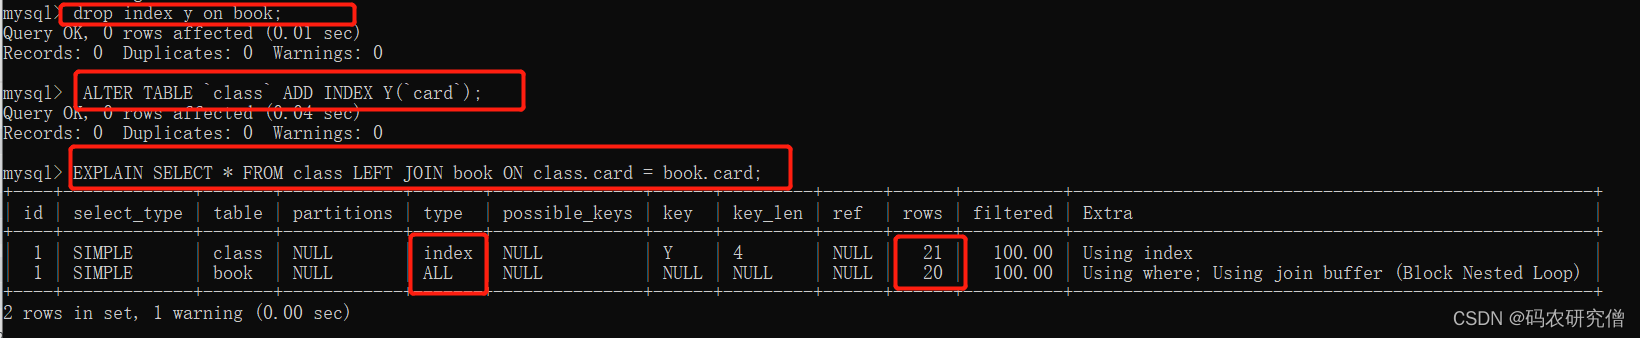 mysql> drop index y on book;
Query OK, 0 rows affected (0.01 sec)
Records: 0  Duplicates: 0  Warnings: 0
mysql>  ALTER TABLE `class` ADD INDEX Y(`card`);
Query OK, 0 rows affected (0.04 sec)
Records: 0  Duplicates: 0  Warnings: 0
mysql> EXPLAIN SELECT * FROM class LEFT JOIN book ON class.card = book.card;
| id | select_type | table | partitions | type  | possible_keys | key  | key_len | ref  | rows | filtered | Extra                                              |
|  1 | SIMPLE      | class | NULL       | index | NULL          | Y    | 4       | NULL |   21 |   100.00 | Using index                                        |
|  1 | SIMPLE      | book  | NULL       | ALL   | NULL          | NULL | NULL    | NULL |   20 |   100.00 | Using where; Using join buffer (Block Nested Loop) |
2 rows in set, 1 warning (0.00 sec)
CSDN @码农研究僧